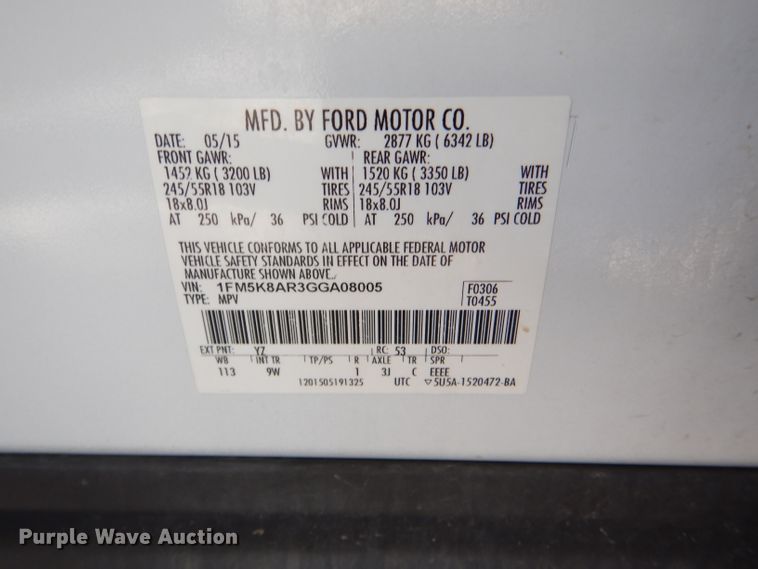 MFD. BY FORD MOTOR CO.
DATE: 05/15 GVWR: 2877 KG ( 6342 LB)
FRONT GAWR: REAR GAWR:
1452 KG ( 3200 LB) WITH 1520 KG ( 3350 LB) WITH
245/55R18 103V TIRES 245/55R18 103V TIRES
18x8.0J RIMS 18x8.0J RIMS
AT 250 kPa/ 36 PSI COLD AT 250 kPa/ 36 PSI COLD
THIS VEHICLE CONFORMS TO ALL APPLICABLE FEDERAL MOTOR
VEHICLE SAFETY STANDARDS IN EFFECT ON THE DATE OF
MANUFACTURE SHOWN ABOVE.
VIN: 1FM5K8AR3GGA08005 F0306
TYPE: MPV T0455
EXT PNT: YZ RC: 53 DSO:
WB INT TR TP/PS R AXLE TR SPR
113 9W 1 3J C EEEE
1201505191325 UTC ▽5U5A-1520472-BA
Purple Wave Auction